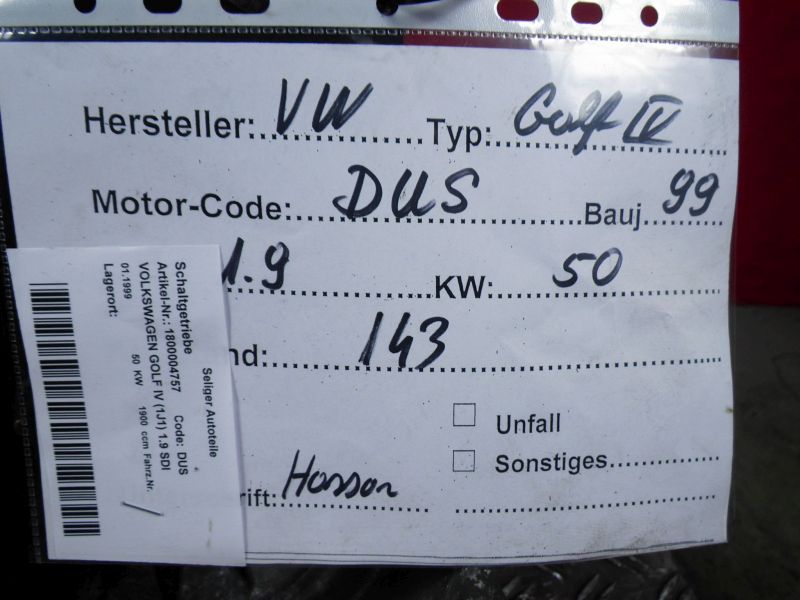 Hersteller: VW Typ: Golf IV
Motor-Code: DUS Bauj. 99
1.9 KW: 50
nd: 143
Unfall
Sonstiges
rift: Hassan
Seliger Autoteile
Schaltgetriebe Code: DUS
Artikel-Nr.: 1800004757
VOLKSWAGEN GOLF IV (1J1) 1.9 SDI
50 KW 1900 ccm Fahrz.Nr.
01.1999
Lagerort: